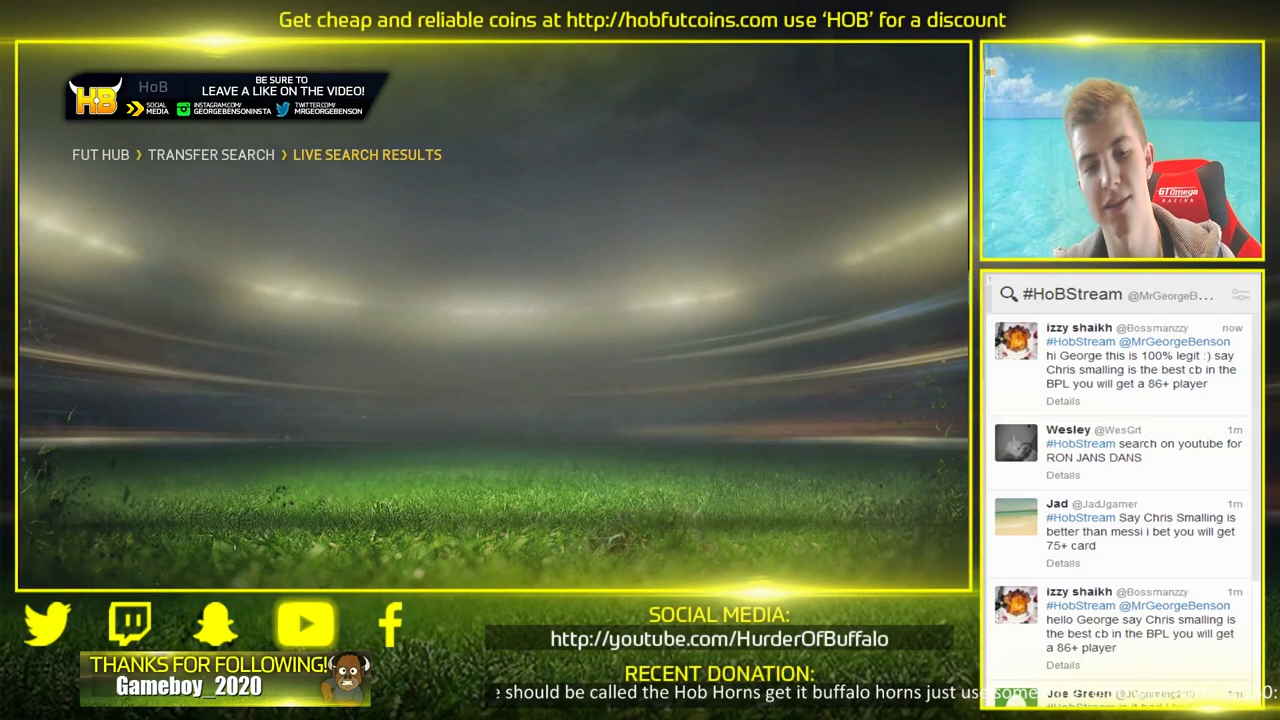 Get cheap and reliable coins at http://hobfutcoins.com use ‘HOB’ for a discount
HB
HoB
BE SURE TO
LEAVE A LIKE ON THE VIDEO!
SOCIAL
MEDIA
INSTAGRAM.COM/
GEORGEBENSONINSTA
TWITTER.COM/
MRGEORGEBENSON
FUT HUB › TRANSFER SEARCH › LIVE SEARCH RESULTS
GTOmega
RACING
#HoBStream @MrGeorgeB...
izzy shaikh @Bossmanzzy now
#HobStream @MrGeorgeBenson
hi George this is 100% legit :) say
Chris smalling is the best cb in the
BPL you will get a 86+ player
Details
Wesley @WesGrt 1m
#HobStream search on youtube for
RON JANS DANS
Details
Jad @JadJgamer 1m
#HobStream Say Chris Smalling is
better than messi i bet you will get
75+ card
Details
izzy shaikh @Bossmanzzy 1m
#HobStream @MrGeorgeBenson
hello George say Chris smalling is
the best cb in the BPL you will get
a 86+ player
Details
Joe Green
THANKS FOR FOLLOWING!
Gameboy_2020
SOCIAL MEDIA:
http://youtube.com/HurderOfBuffalo
RECENT DONATION:
e should be called the Hob Horns get it buffalo horns just use some